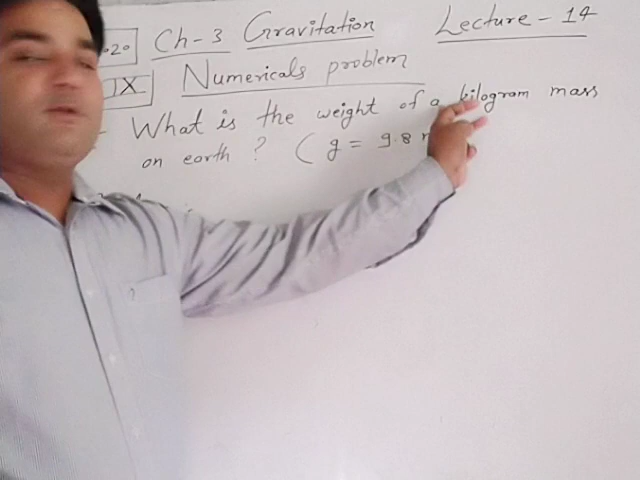 .20 Ch-3 Gravitation Lecture-14
IX Numericals problem
What is the weight of a kilogram mass
on earth? (g = 9.8